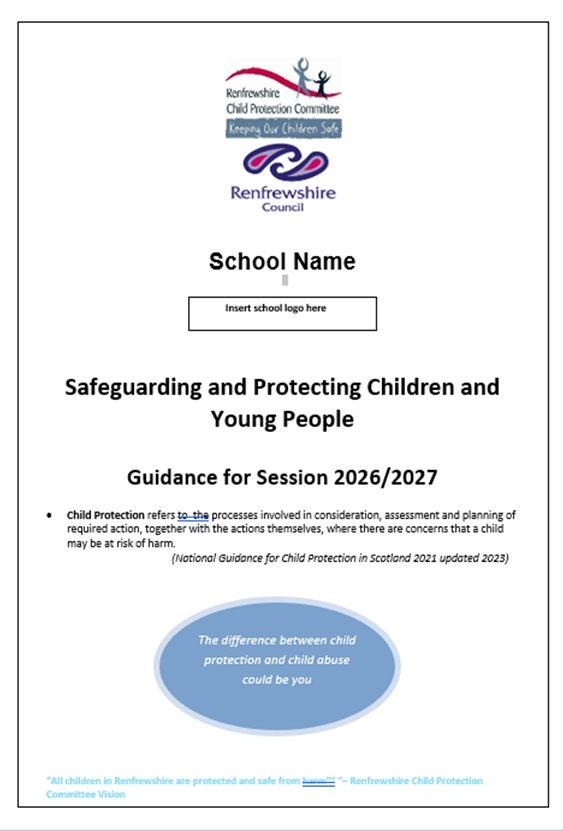 Renfrewshire
Child Protection Committee
Keeping Our Children Safe
Renfrewshire
Council
School Name
Insert school logo here
Safeguarding and Protecting Children and
Young People
Guidance for Session 2026/2027
• Child Protection refers to the processes involved in consideration, assessment and planning of
required action, together with the actions themselves, where there are concerns that a child
may be at risk of harm.
(National Guidance for Child Protection in Scotland 2021 updated 2023)
The difference between child
protection and child abuse
could be you
“All children in Renfrewshire are protected and safe from harm”” “– Renfrewshire Child Protection
Committee Vision